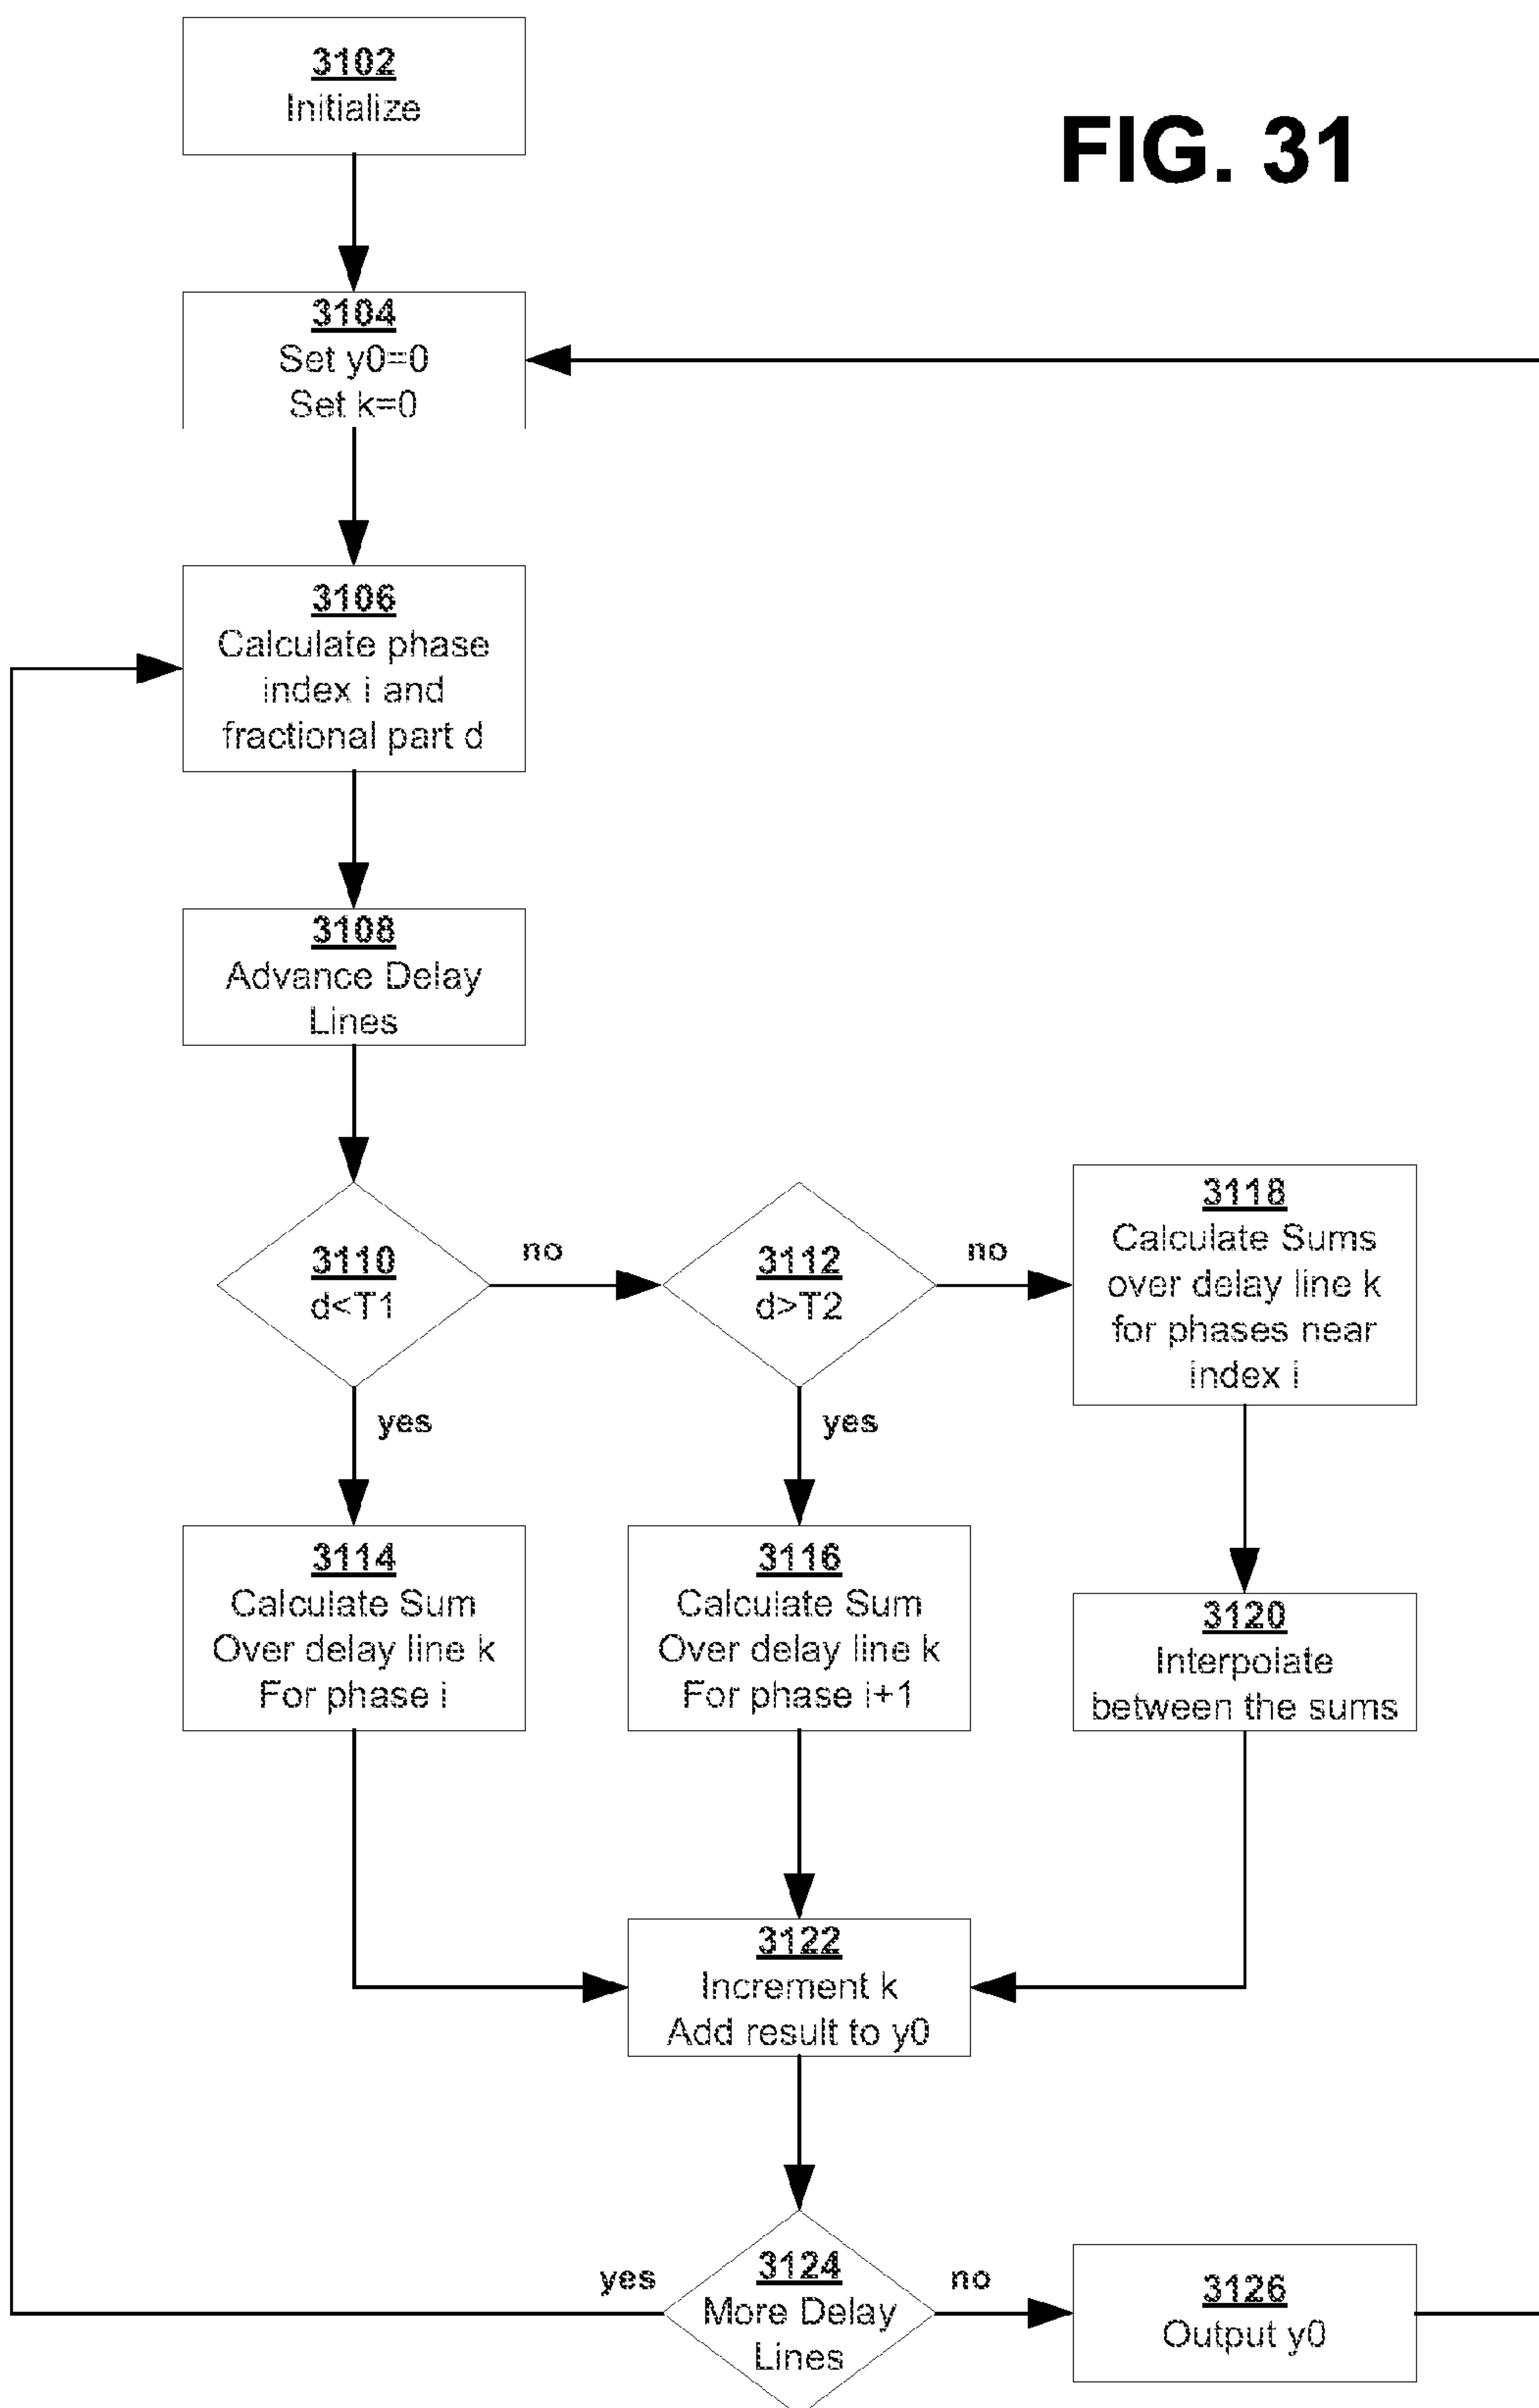 3102
Initialize
FIG. 31
3104
Set y0=0
Set k=0
3106
Calculate phase
index i and
fractional part d
3108
Advance Delay
Lines
3110
d<T1
no
yes
3112
d>T2
no
yes
3118
Calculate Sums
over delay line k
for phases near
index i
3114
Calculate Sum
Over delay line k
For phase i
3116
Calculate Sum
Over delay line k
For phase i+1
3120
Interpolate
between the sums
3122
Increment k
Add result to y0
yes
3124
More Delay
Lines
no
3126
Output y0